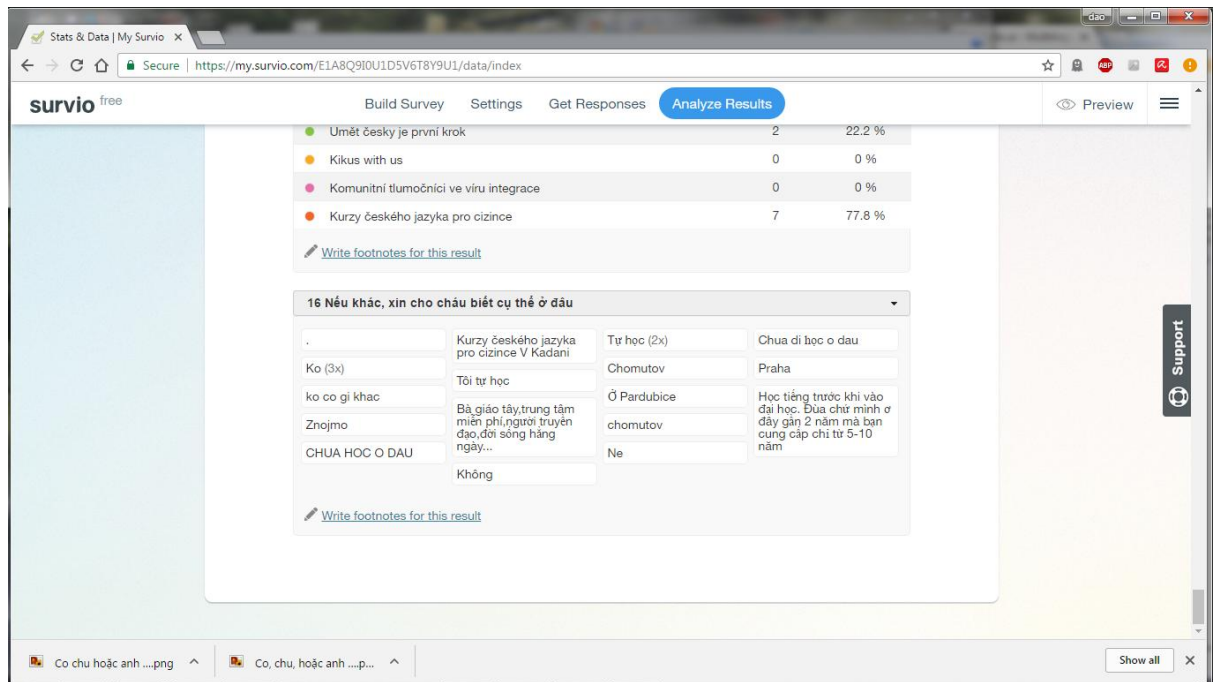 dao
Stats & Data | My Survio
Secure https://my.survio.com/E1A8Q9I0U1D5V6T8Y9U1/data/index
ABP
survio free Build Survey Settings Get Responses Analyze Results Preview
Umět česky je první krok 2 22.2 %
Kikus with us 0 0 %
Komunitní tlumočníci ve víru integrace 0 0 %
Kurzy českého jazyka pro cizince 7 77.8 %
Write footnotes for this result
16 Nếu khác, xin cho cháu biết cụ thể ở đâu
.
Ko (3x)
ko co gi khac
Znojmo
CHUA HOC O DAU
Kurzy českého jazyka
pro cizince V Kadani
Tôi tự học
Bà giáo tây,trung tâm
miễn phí,người truyền
đạo,đời sống hằng
ngày...
Không
Tự học (2x)
Chomutov
Ở Pardubice
chomutov
Ne
Chua di học o dau
Praha
Học tiếng trước khi vào
đại học. Đùa chứ mình ơ
đây gần 2 năm mà bạn
cung cấp chỉ từ 5-10
năm
Write footnotes for this result
Support
Co chu hoặc anh ....png
Co, chu, hoặc anh ....p...
Show all